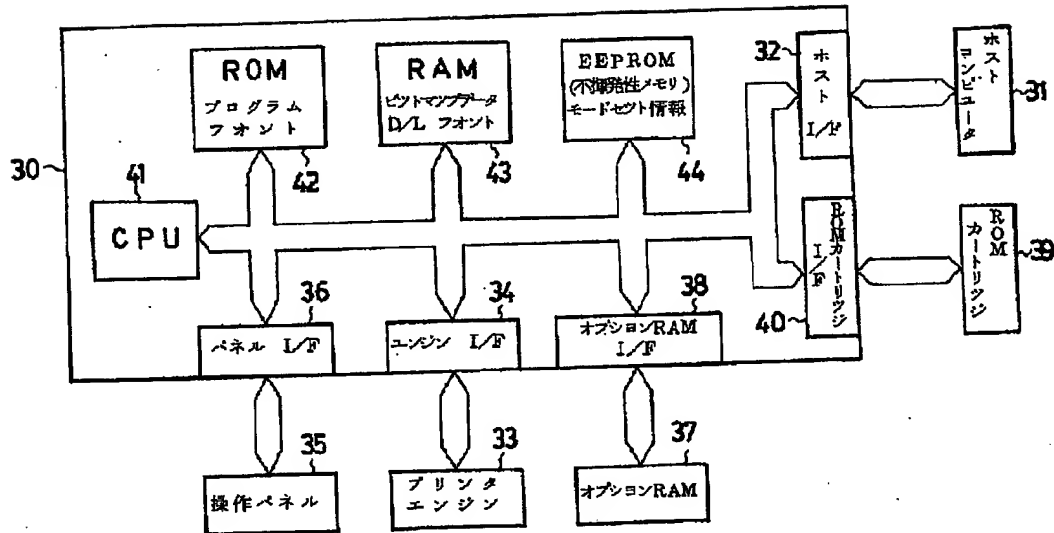 ROM
プログラム
フォント
42
RAM
ビットマップデータ
D/L フォント
43
EEPROM
(不揮発性メモリ)
モードセット情報
44
32
ホスト
I/F
ホスト
コンピュータ
31
30
41
CPU
36
パネル I/F
34
エンジン I/F
38
オプションRAM
I/F
40
ROMカートリッジ
I/F
ROM
カートリッジ
39
35
操作パネル
33
プリンタ
エンジン
37
オプションRAM